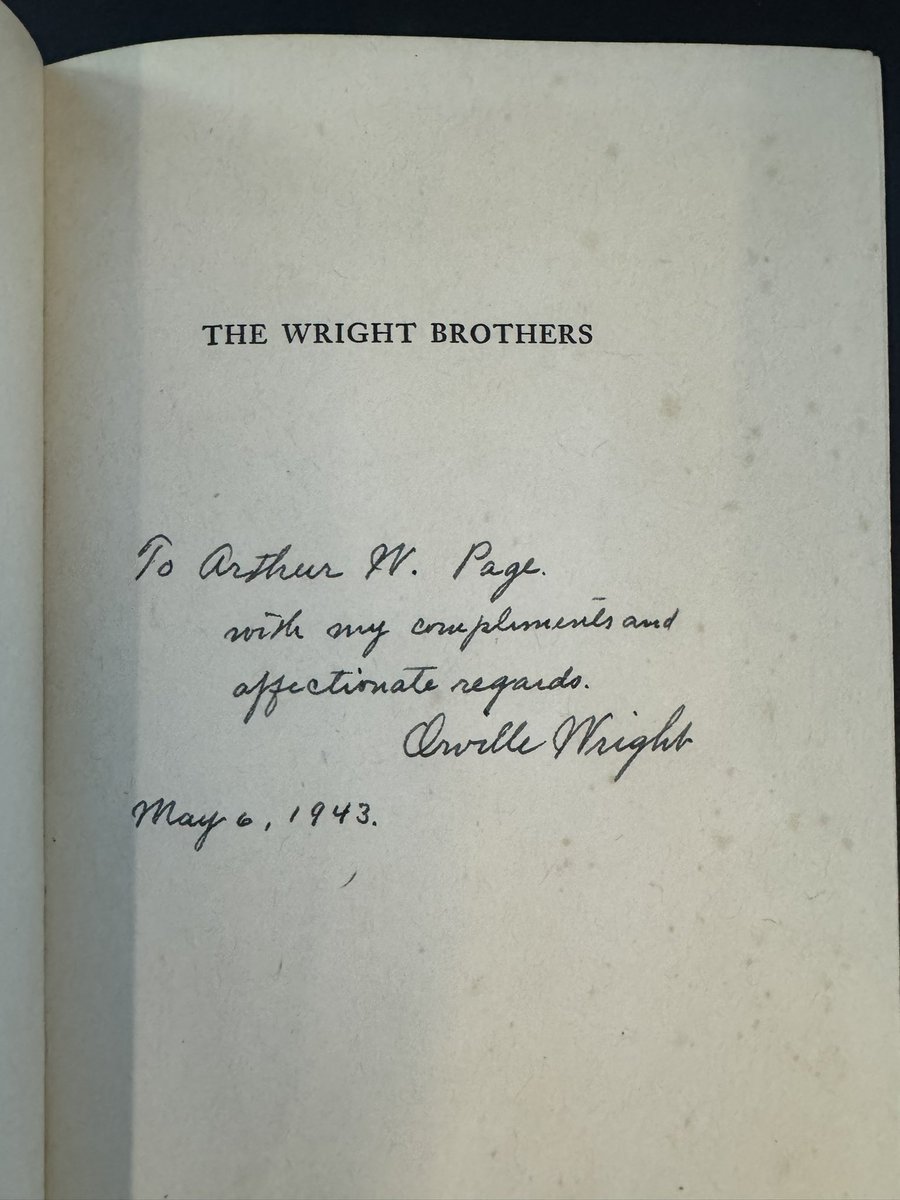 THE WRIGHT BROTHERS
To Arthur W. Page.
with my compliments and
affectionate regards.
Orville Wright
May 6, 1943.